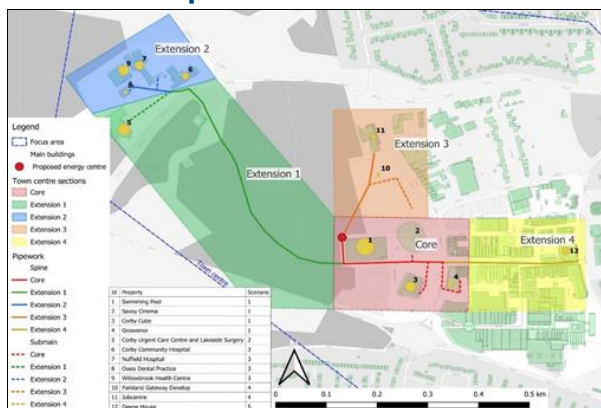 Extension 2
9
7
6
8
5
11
Extension 3
10
Extension 1
2
1
Core
Extension 4
12
3
4
Town centre
Legend
Focus area
Main buildings
Proposed energy centre
Town centre sections
Core
Extension 1
Extension 2
Extension 3
Extension 4
Pipework
Spine
Core
Extension 1
Extension 2
Extension 3
Extension 4
Submain
Core
Extension 1
Extension 2
Extension 3
Extension 4
Id Property Scenario
1 Swimming Pool 1
2 Savoy Cinema 1
3 Corby Cube 1
4 Grosvenor 1
5 Corby Urgent Care Centre and Lakeside Surgery 2
6 Corby Community Hospital 3
7 Nuffield Hospital 3
8 Oasis Dental Practice 3
9 Willowbrook Health Centre 3
10 Parkland Gateway Develop 4
11 Jobcentre 4
12 Deene House 5
0 0.1 0.2 0.3 0.4 0.5 km